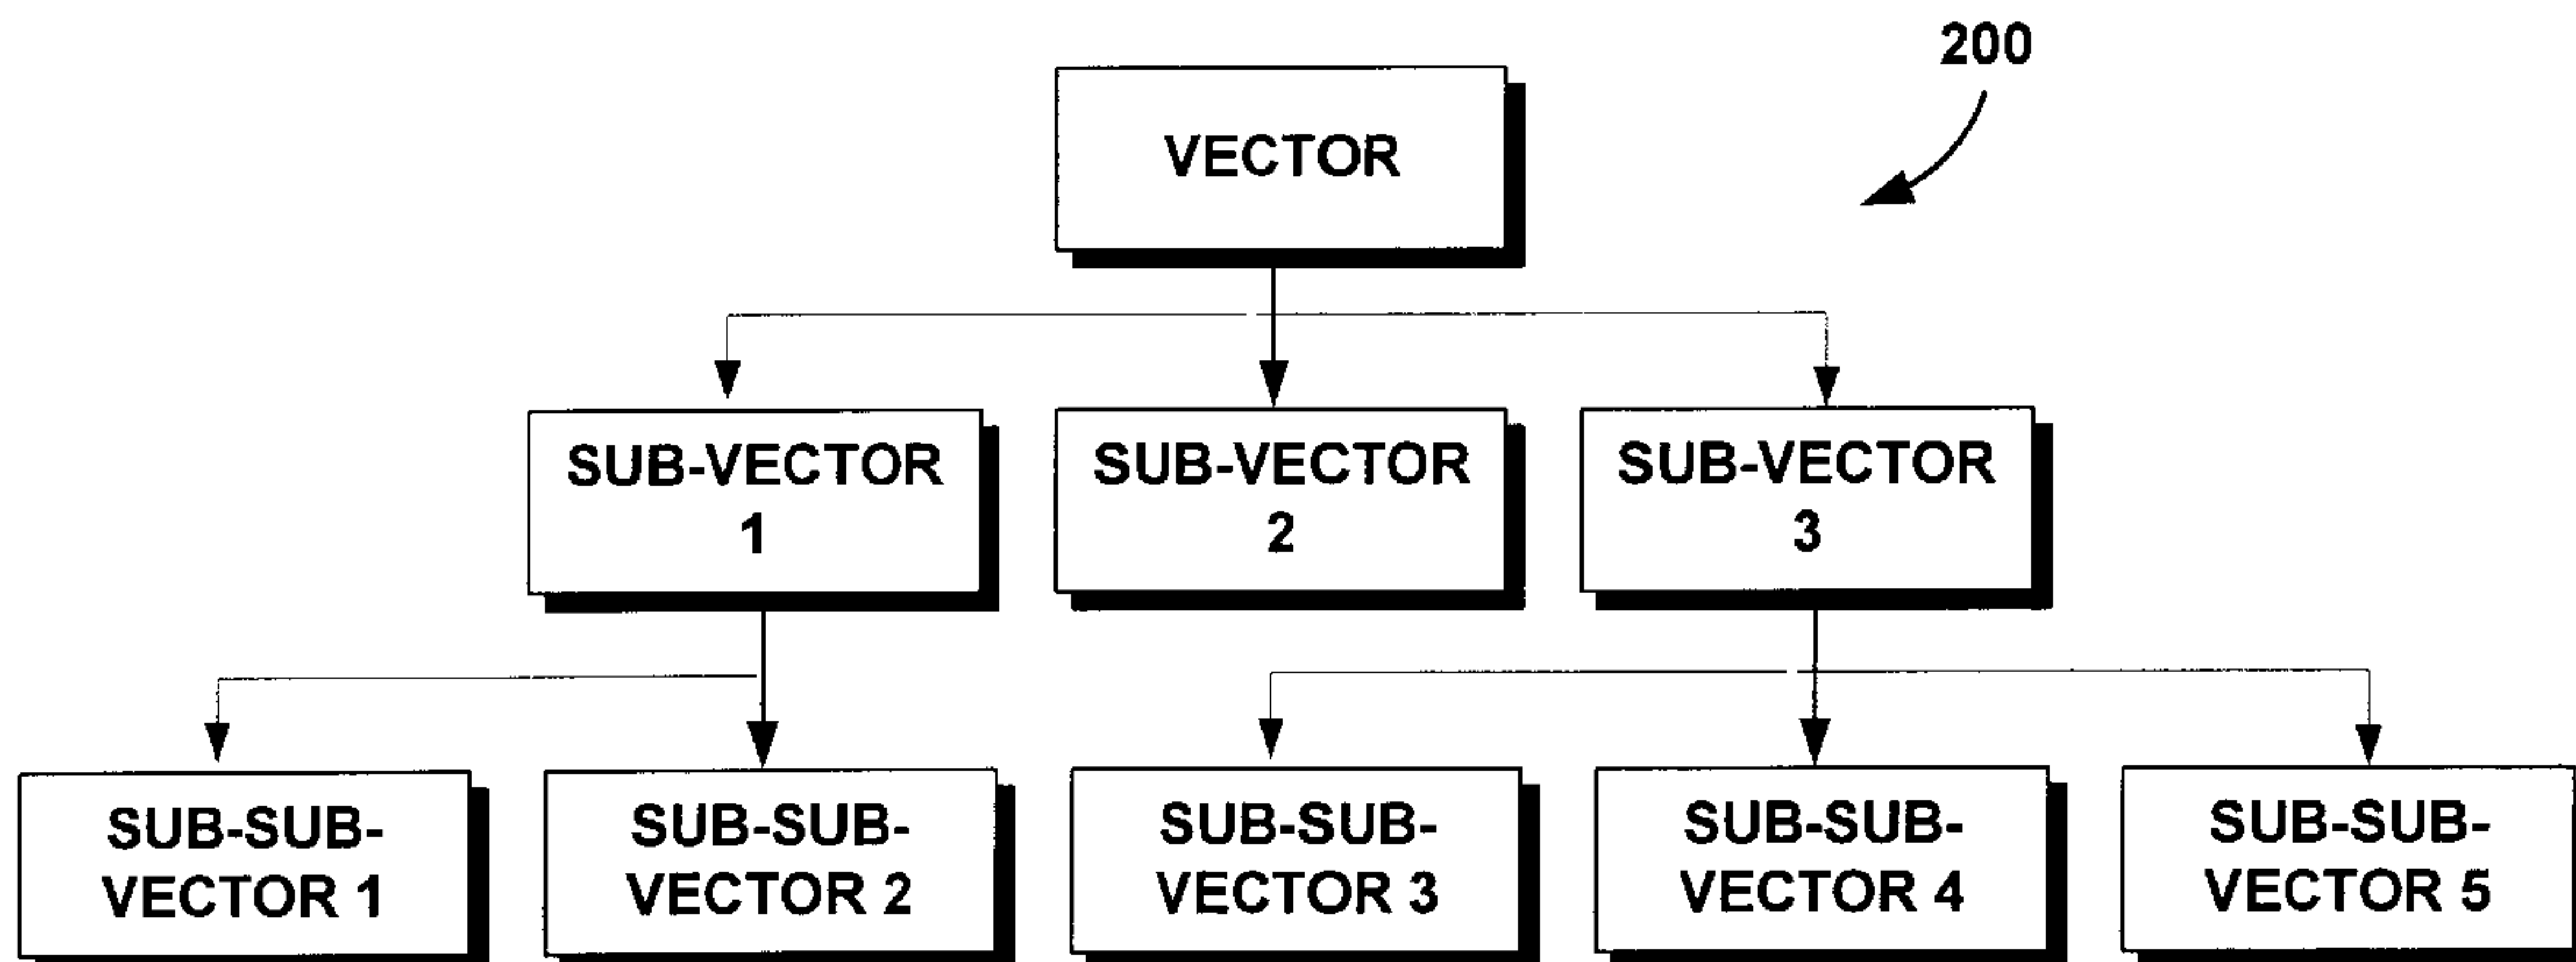 200
VECTOR
SUB-VECTOR
1
SUB-VECTOR
2
SUB-VECTOR
3
SUB-SUB-
VECTOR 1
SUB-SUB-
VECTOR 2
SUB-SUB-
VECTOR 3
SUB-SUB-
VECTOR 4
SUB-SUB-
VECTOR 5